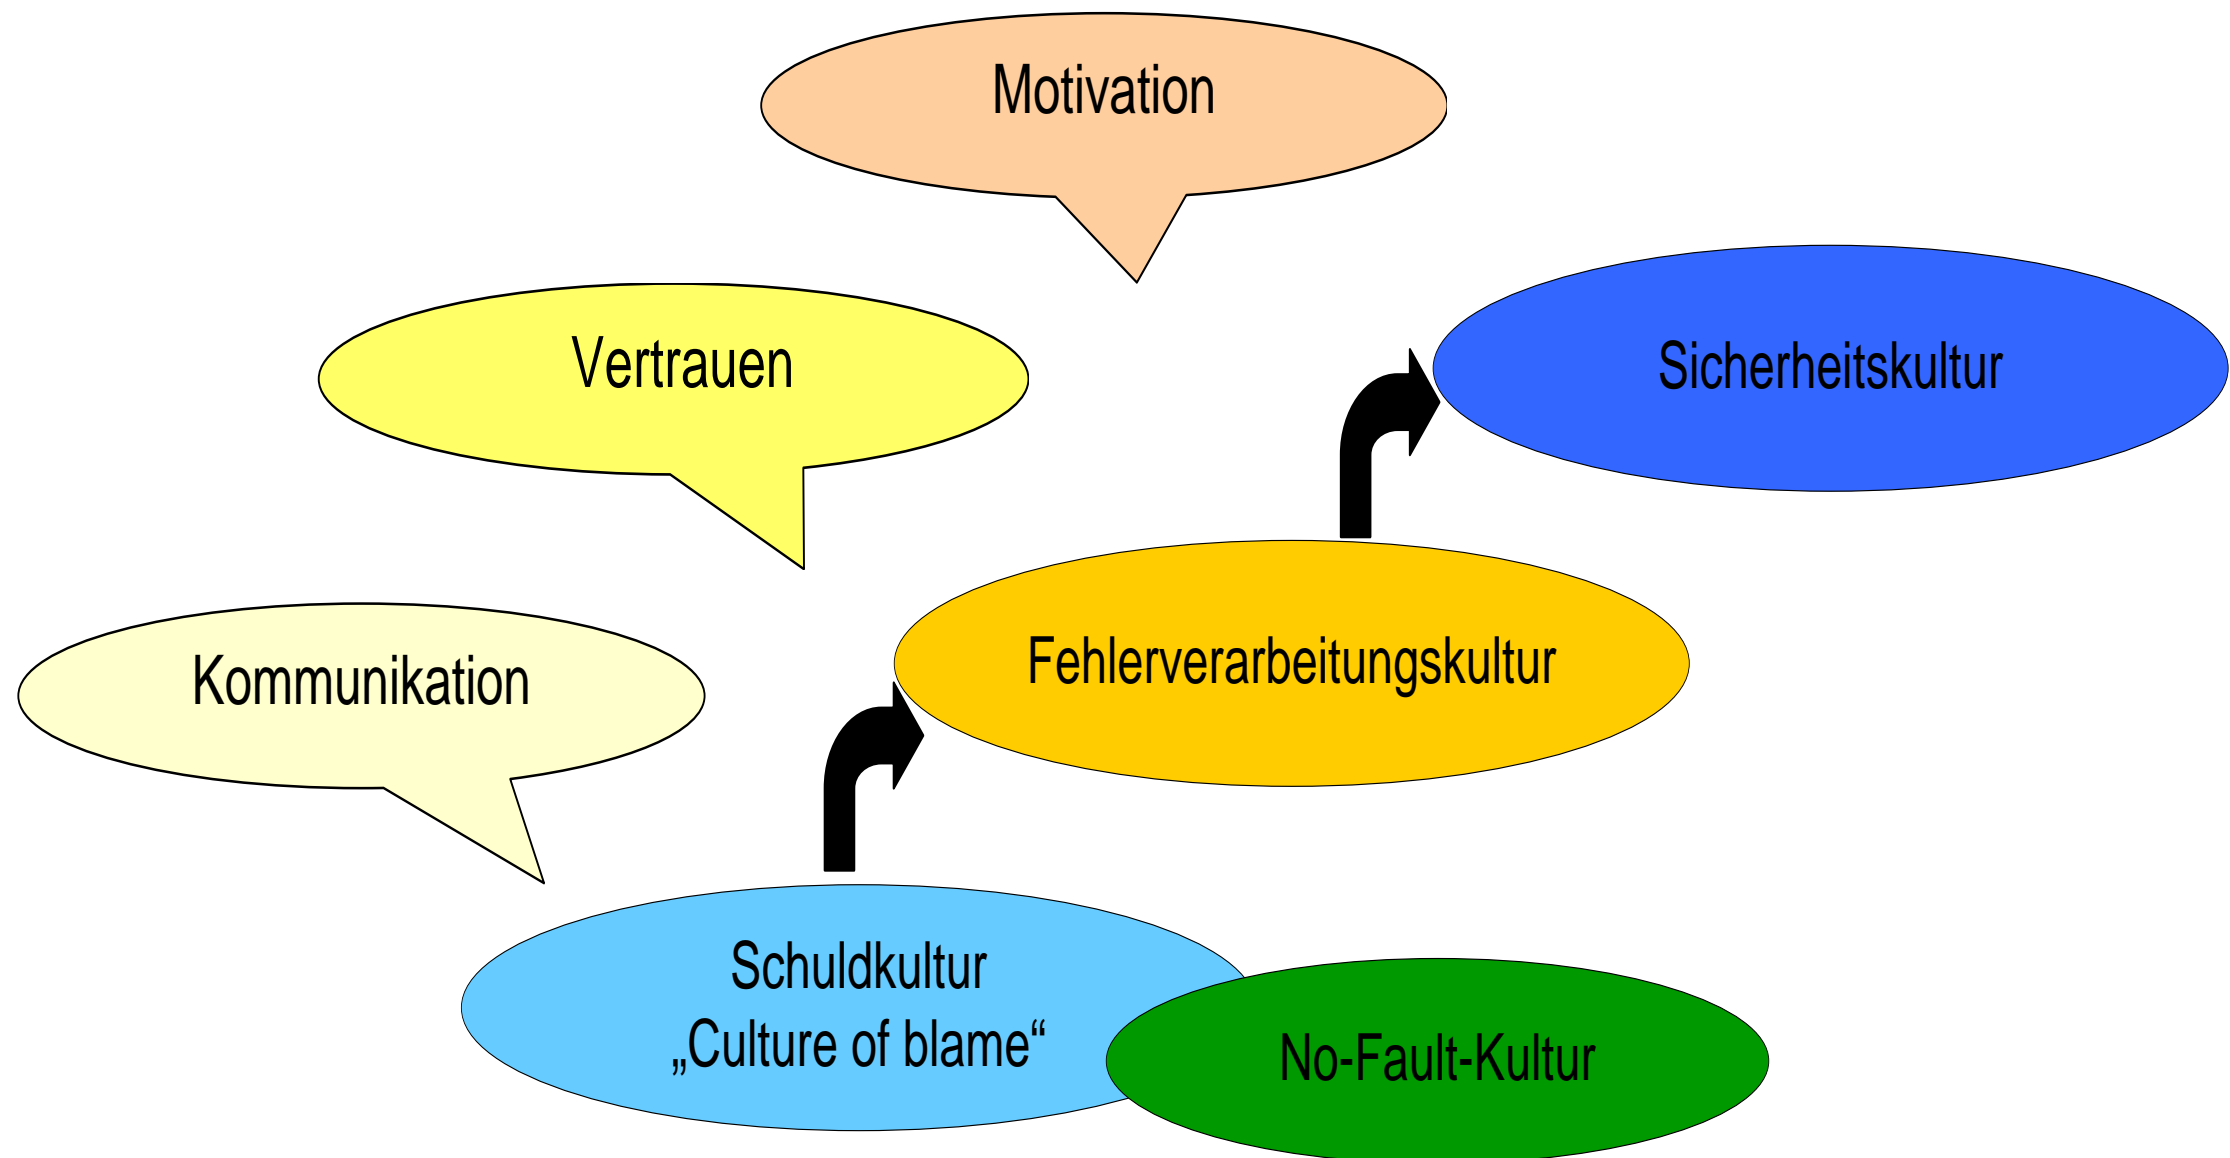 Motivation
Vertrauen
Sicherheitskultur
Kommunikation
Fehlerverarbeitungskultur
Schuldkultur
„Culture of blame“
No-Fault-Kultur